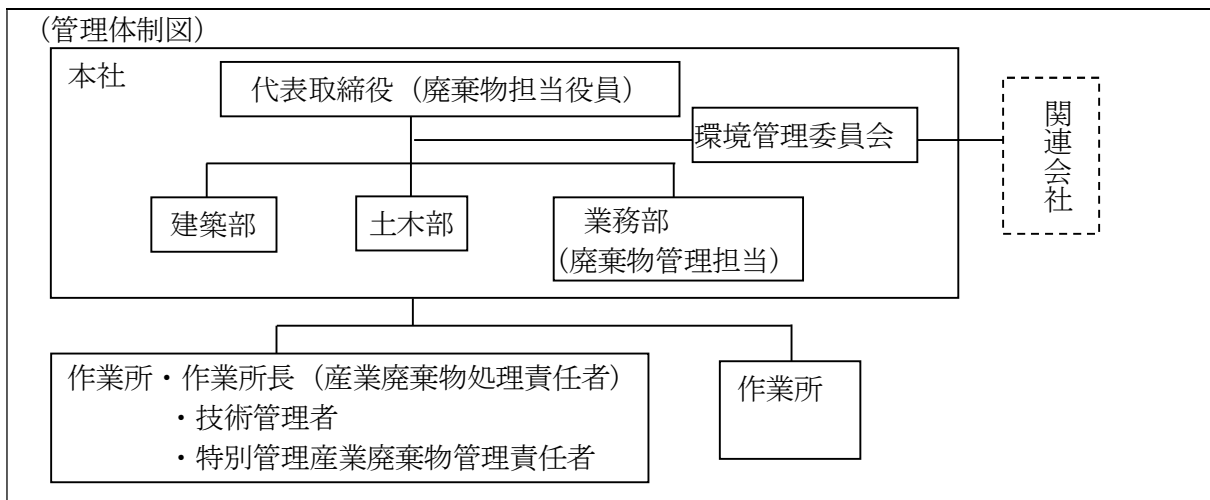 (管理体制図)
本社
代表取締役（廃棄物担当役員）
環境管理委員会
関連会社
建築部
土木部
業務部
(廃棄物管理担当）
作業所・作業所長（産業廃棄物処理責任者）
・技術管理者
・特別管理産業廃棄物管理責任者
作業所